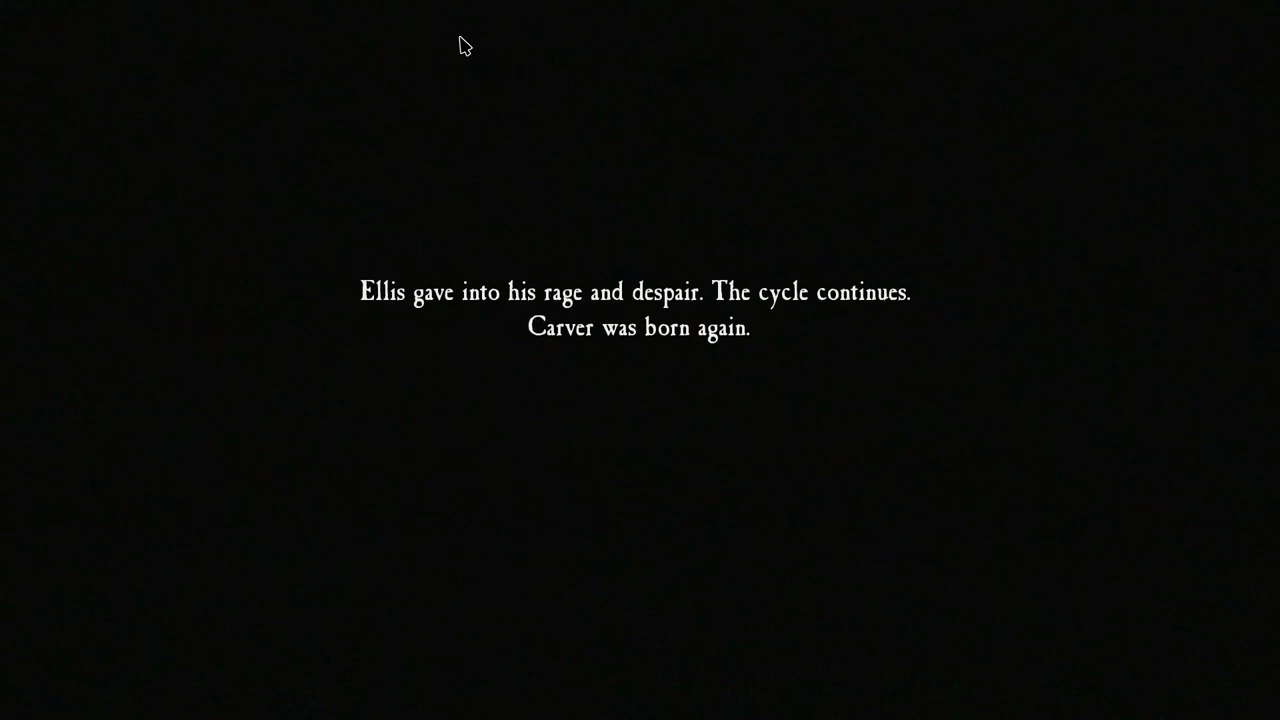 Ellis gave into his rage and despair. The cycle continues.
Carver was born again.